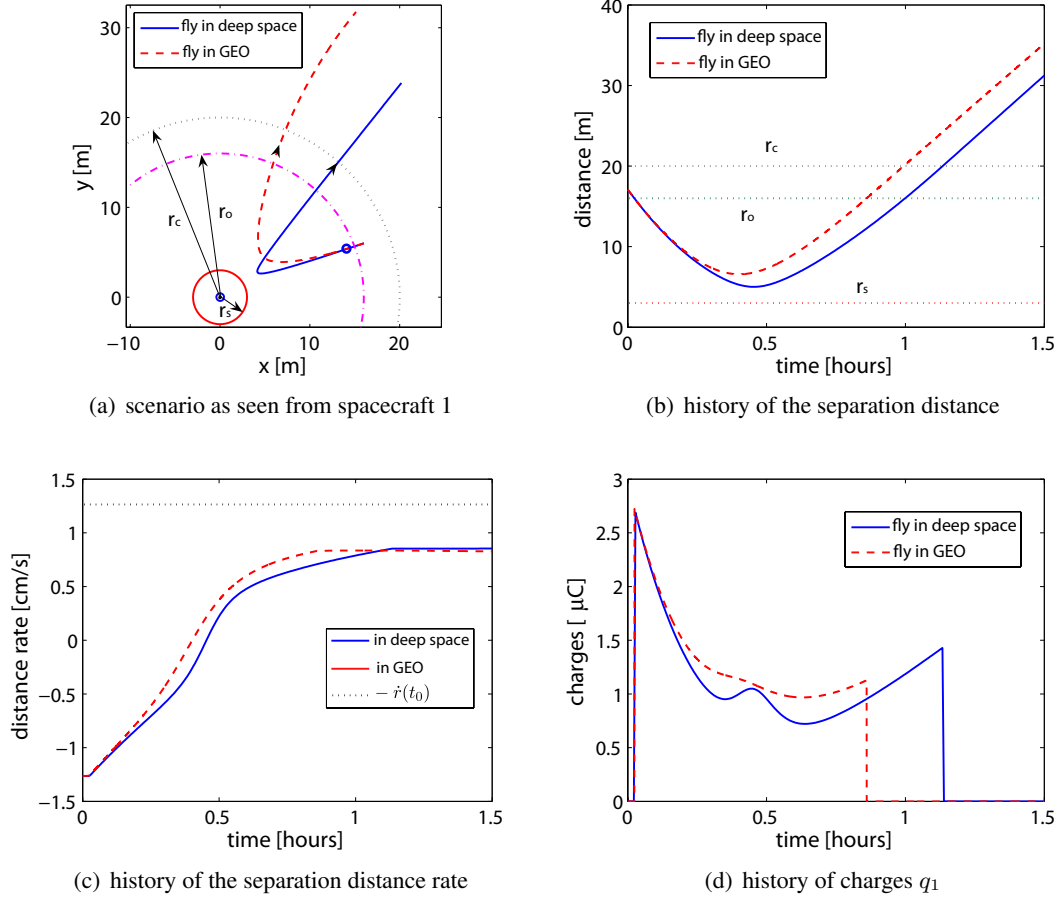 fly in deep space
fly in GEO
30
20
10
0
y [m]
r_c
r_o
r_s
−10
0
10
20
x [m]
(a) scenario as seen from spacecraft 1
fly in deep space
fly in GEO
40
30
20
10
0
distance [m]
r_c
r_o
r_s
0
0.5
1
1.5
time [hours]
(b) history of the separation distance
1.5
1
0.5
0
−0.5
−1
−1.5
distance rate [cm/s]
in deep space
in GEO
− ṙ(t₀)
0
0.5
1
1.5
time [hours]
(c) history of the separation distance rate
3
2.5
2
1.5
1
0.5
0
charges [ μC]
fly in deep space
fly in GEO
0
0.5
1
1.5
time [hours]
(d) history of charges q₁